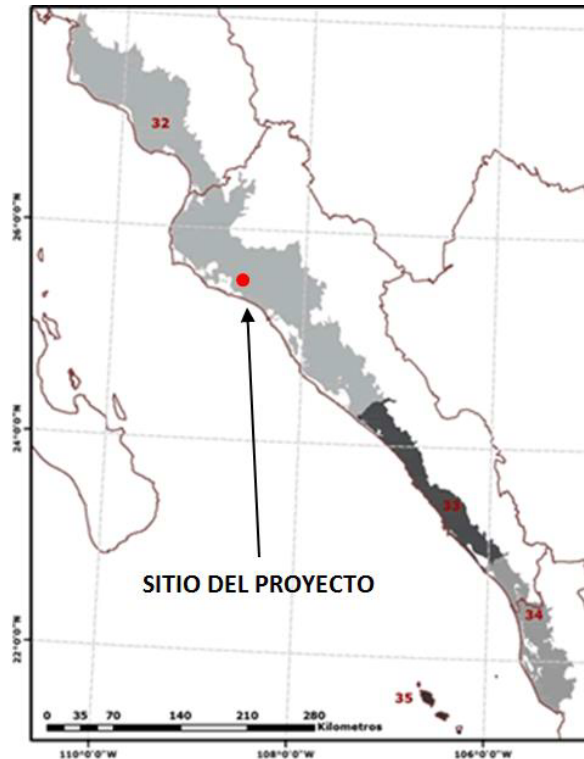 32
26°0'0"N
24°0'0"N
33
SITIO DEL PROYECTO
34
22°0'0"N
35
0 35 70 140 210 280
Kilometros
110°0'0"W 108°0'0"W 106°0'0"W